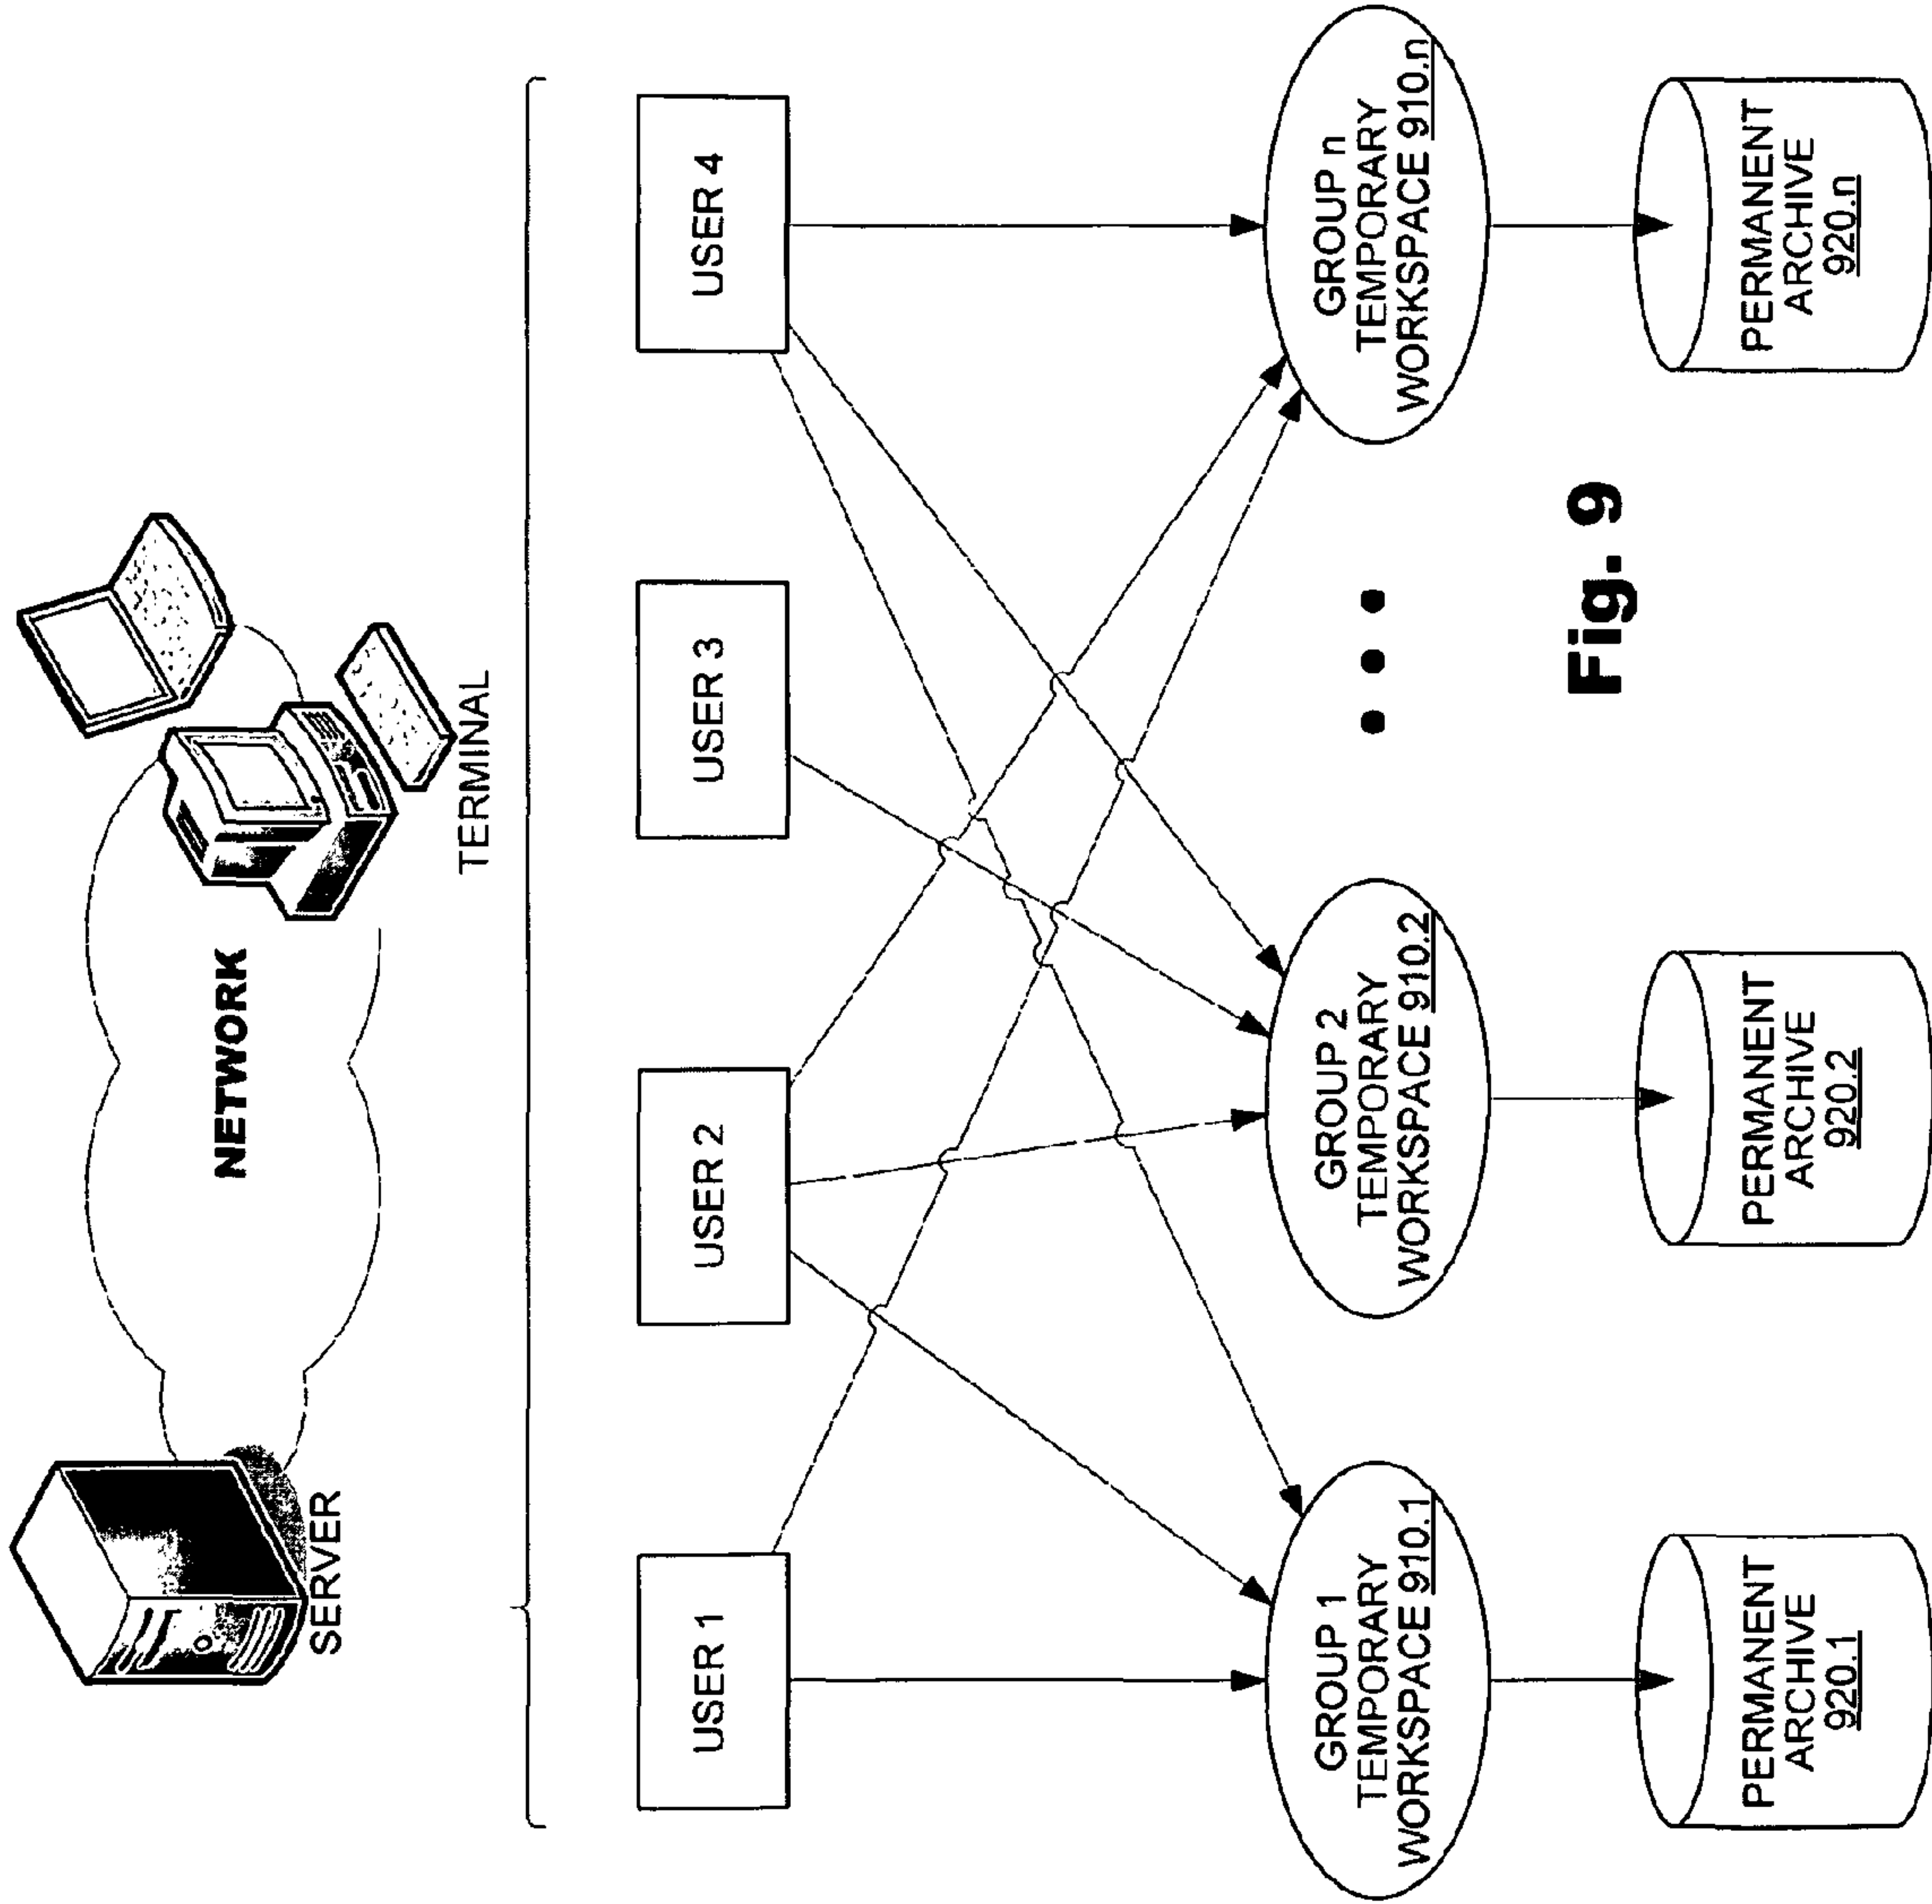 NETWORK
SERVER
TERMINAL
USER 1
USER 2
USER 3
USER 4
GROUP 1
TEMPORARY
WORKSPACE 910.1
GROUP 2
TEMPORARY
WORKSPACE 910.2
GROUP n
TEMPORARY
WORKSPACE 910.n
PERMANENT
ARCHIVE
920.1
PERMANENT
ARCHIVE
920.2
PERMANENT
ARCHIVE
920.n
Fig. 9